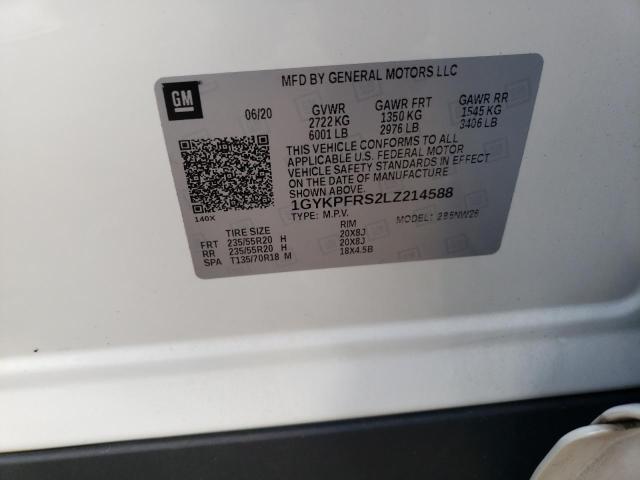 MFD BY GENERAL MOTORS LLC
GM
06/20 GVWR GAWR FRT GAWR RR
2722 KG 1350 KG 1545 KG
6001 LB 2976 LB 3406 LB
THIS VEHICLE CONFORMS TO ALL
APPLICABLE U.S. FEDERAL MOTOR
VEHICLE SAFETY STANDARDS IN EFFECT
ON THE DATE OF MANUFACTURE
SHOWN ABOVE.
140X 1GYKPFRS2LZ214588
TYPE: M.P.V. MODEL: 2B6NW26
TIRE SIZE RIM
FRT 235/55R20 H 20X8J
RR 235/55R20 H 20X8J
SPA T135/70R18 M 18X4.5B